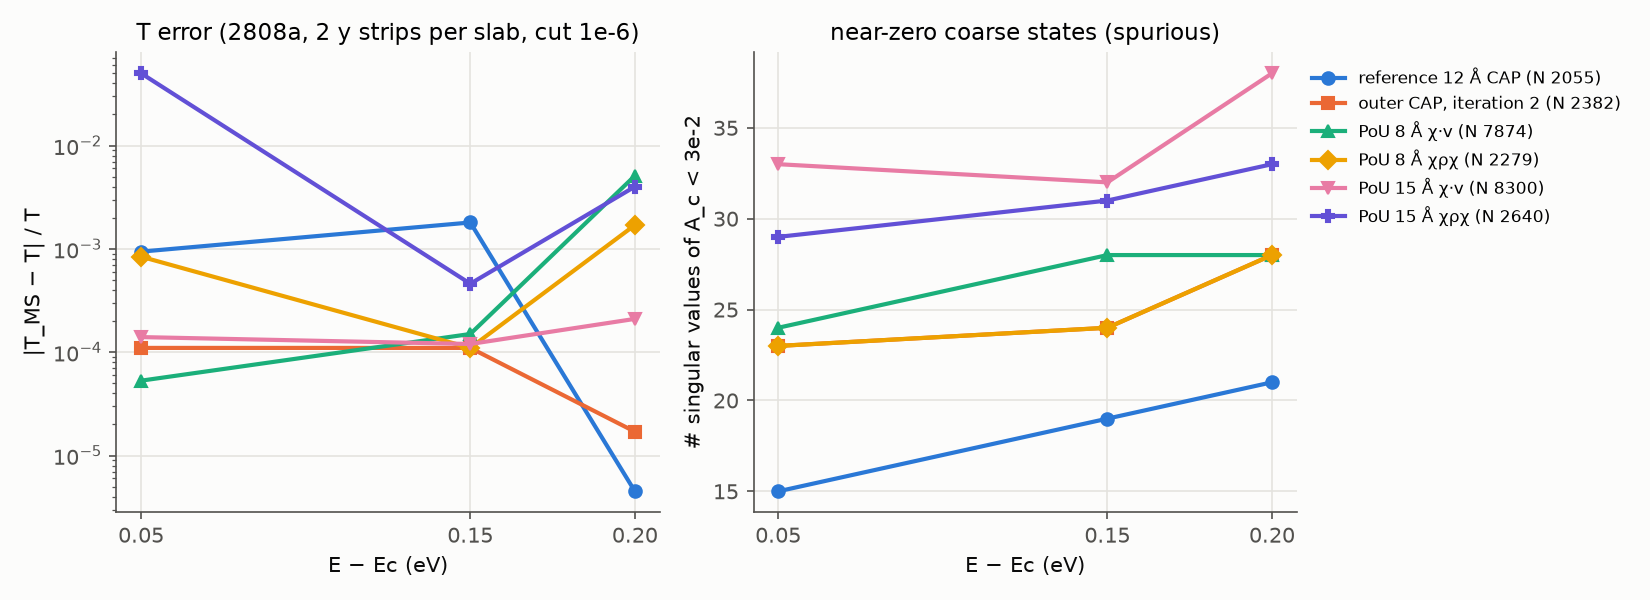 T error (2808a, 2 y strips per slab, cut 1e-6)
|T_MS − T| / T
10⁻²
10⁻³
10⁻⁴
10⁻⁵
0.05
0.15
0.20
E − Ec (eV)
near-zero coarse states (spurious)
# singular values of A_c < 3e-2
35
30
25
20
15
0.05
0.15
0.20
E − Ec (eV)
reference 12 Å CAP (N 2055)
outer CAP, iteration 2 (N 2382)
PoU 8 Å χ·v (N 7874)
PoU 8 Å χρχ (N 2279)
PoU 15 Å χ·v (N 8300)
PoU 15 Å χρχ (N 2640)